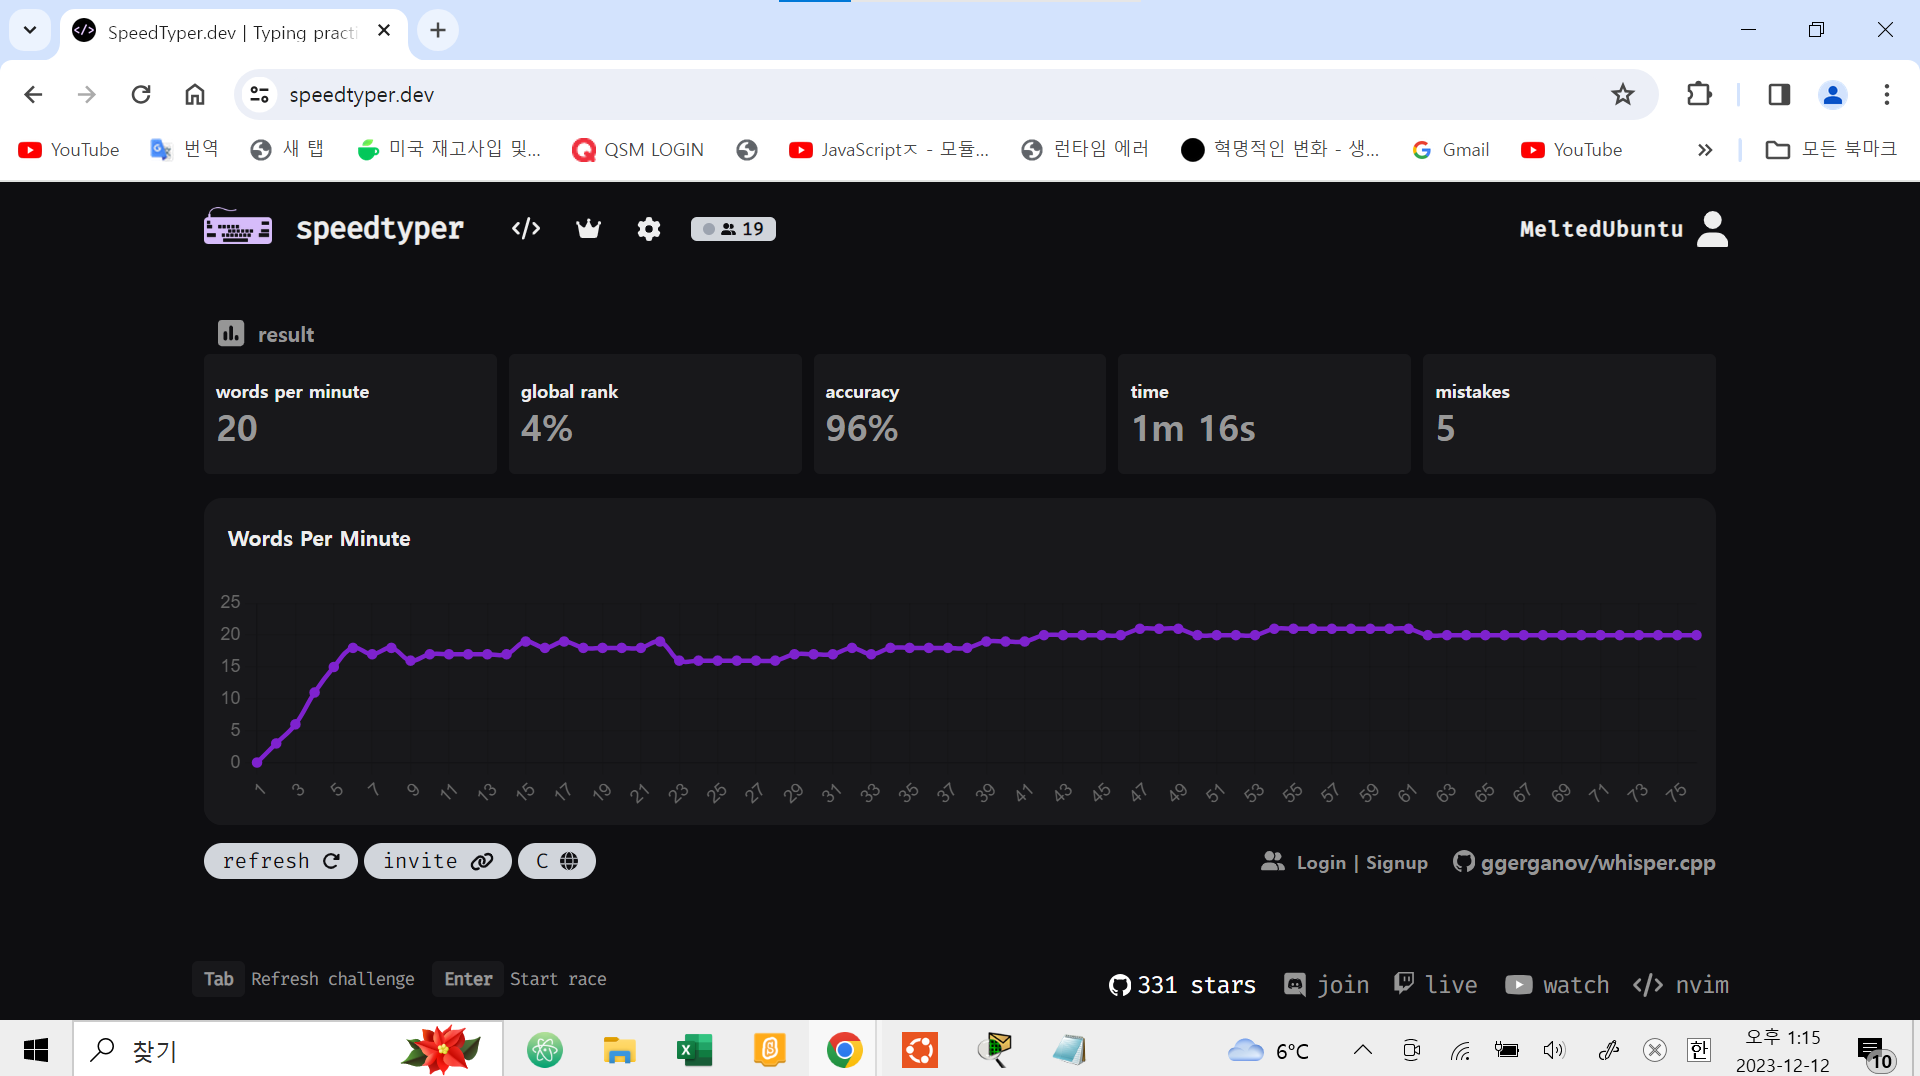 SpeedTyper.dev | Typing practi
speedtyper.dev
YouTube 번역 새 탭 미국 재고사입 및... QSM LOGIN JavaScriptㅈ - 모듈... 런타임 에러 혁명적인 변화 - 생... Gmail YouTube 모든 북마크
speedtyper 19 MeltedUbuntu
result
words per minute global rank accuracy time mistakes
20 4% 96% 1m 16s 5
Words Per Minute
25
20
15
10
5
0
1 3 5 7 9 11 13 15 17 19 21 23 25 27 29 31 33 35 37 39 41 43 45 47 49 51 53 55 57 59 61 63 65 67 69 71 73 75
refresh invite C Login | Signup ggerganov/whisper.cpp
Tab Refresh challenge Enter Start race 331 stars join live watch nvim
찾기 6°C 한 오후 1:15
2023-12-12 10